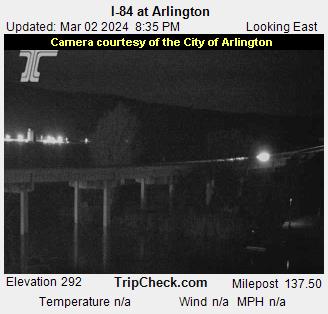 I-84 at Arlington
Updated: Mar 02 2024 8:35 PM Looking East
Camera courtesy of the City of Arlington
Elevation 292 TripCheck.com Milepost 137.50
Temperature n/a Wind n/a MPH n/a